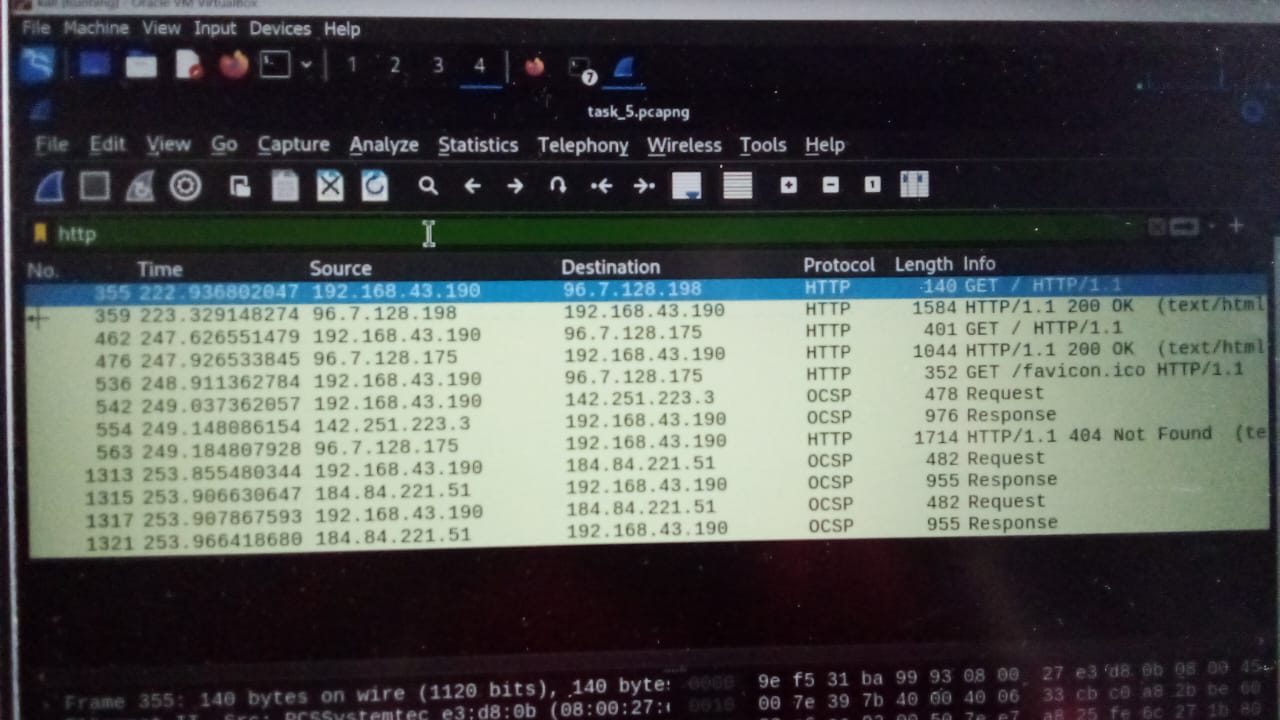 File Machine View Input Devices Help
1 2 3 4 7
task_5.pcapng
File Edit View Go Capture Analyze Statistics Telephony Wireless Tools Help
http
No. Time Source Destination Protocol Length Info
355 222.936802047 192.168.43.190 96.7.128.198 HTTP 140 GET / HTTP/1.1
359 223.329148274 96.7.128.198 192.168.43.190 HTTP 1584 HTTP/1.1 200 OK (text/html
462 247.626551479 192.168.43.190 96.7.128.175 HTTP 401 GET / HTTP/1.1
476 247.926533845 96.7.128.175 192.168.43.190 HTTP 1044 HTTP/1.1 200 OK (text/html
536 248.911362784 192.168.43.190 96.7.128.175 HTTP 352 GET /favicon.ico HTTP/1.1
542 249.037362057 192.168.43.190 142.251.223.3 OCSP 478 Request
554 249.148086154 142.251.223.3 192.168.43.190 OCSP 976 Response
563 249.184807928 96.7.128.175 192.168.43.190 HTTP 1714 HTTP/1.1 404 Not Found (te
1313 253.855480344 192.168.43.190 184.84.221.51 OCSP 482 Request
1315 253.906630647 184.84.221.51 192.168.43.190 OCSP 955 Response
1317 253.907867593 192.168.43.190 184.84.221.51 OCSP 482 Request
1321 253.966418680 184.84.221.51 192.168.43.190 OCSP 955 Response
Frame 355: 140 bytes on wire (1120 bits), 140 byte 0000 9e f5 31 ba 99 93 08 00 27 e3 d8 0b 08 00 45
Src: PCSSystemtec e3:d8:0b (08:00:27: 0010 00 7e 39 7b 40 00 40 06 33 cb c0 a8 2b be 60